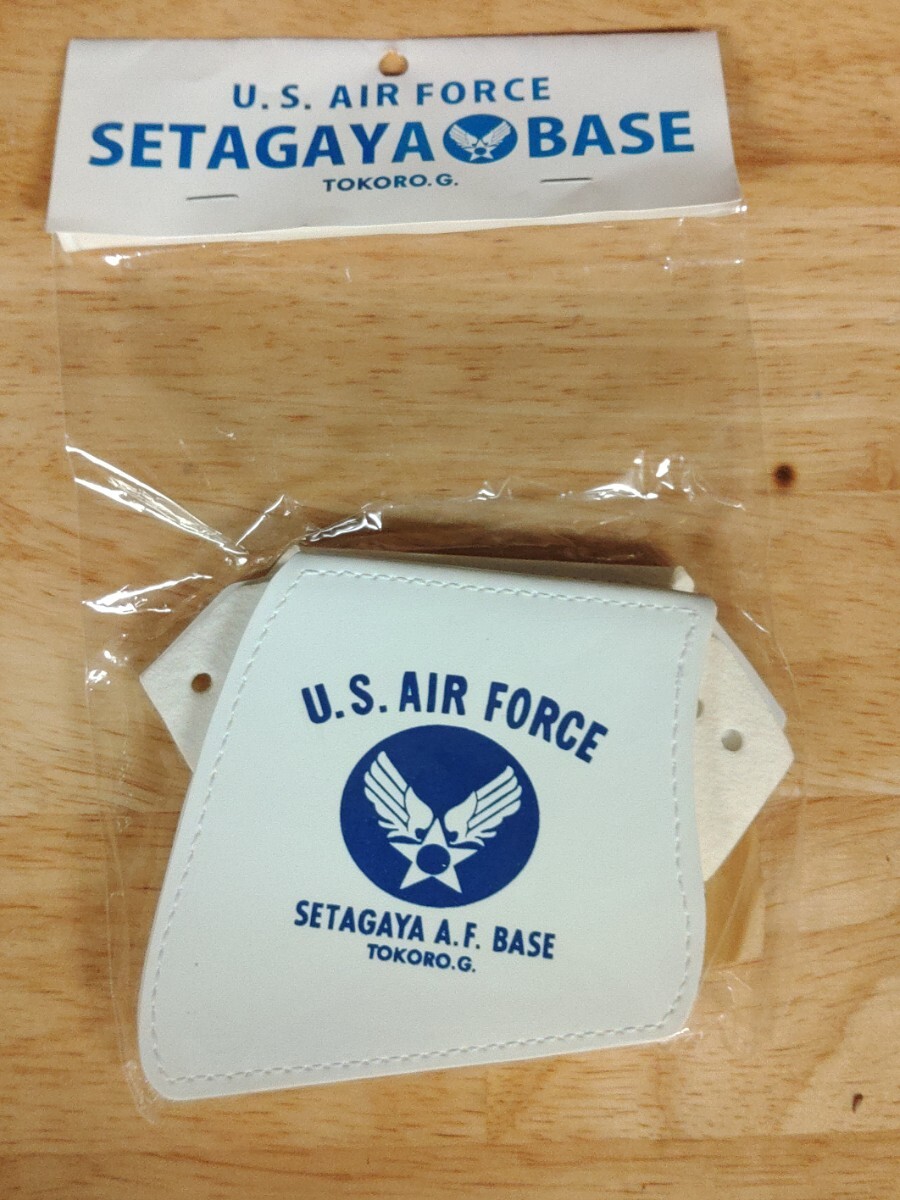 U.S. AIR FORCE
SETAGAYA BASE
TOKORO.G.
U.S. AIR FORCE
SETAGAYA A.F. BASE
TOKORO.G.